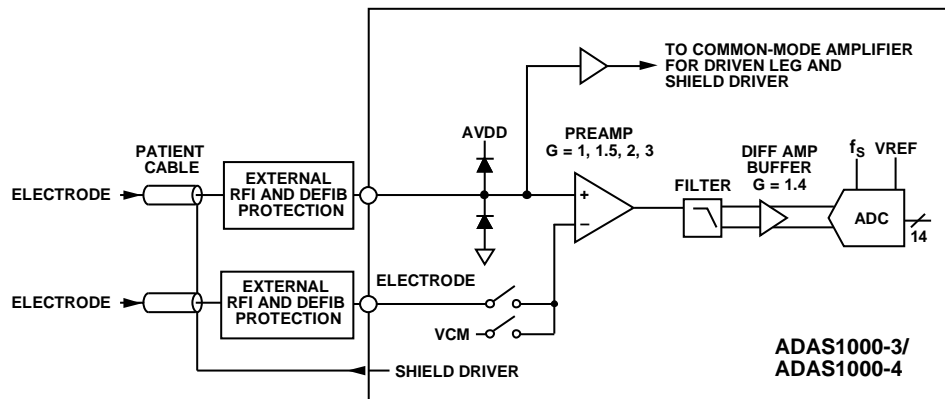 TO COMMON-MODE AMPLIFIER
FOR DRIVEN LEG AND
SHIELD DRIVER
AVDD
PREAMP
G = 1, 1.5, 2, 3
PATIENT
CABLE
DIFF AMP
BUFFER
G = 1.4
fS
VREF
ELECTRODE
EXTERNAL
RFI AND DEFIB
PROTECTION
+
–
FILTER
ADC
14
ELECTRODE
ELECTRODE
EXTERNAL
RFI AND DEFIB
PROTECTION
VCM
SHIELD DRIVER
ADAS1000-3/
ADAS1000-4